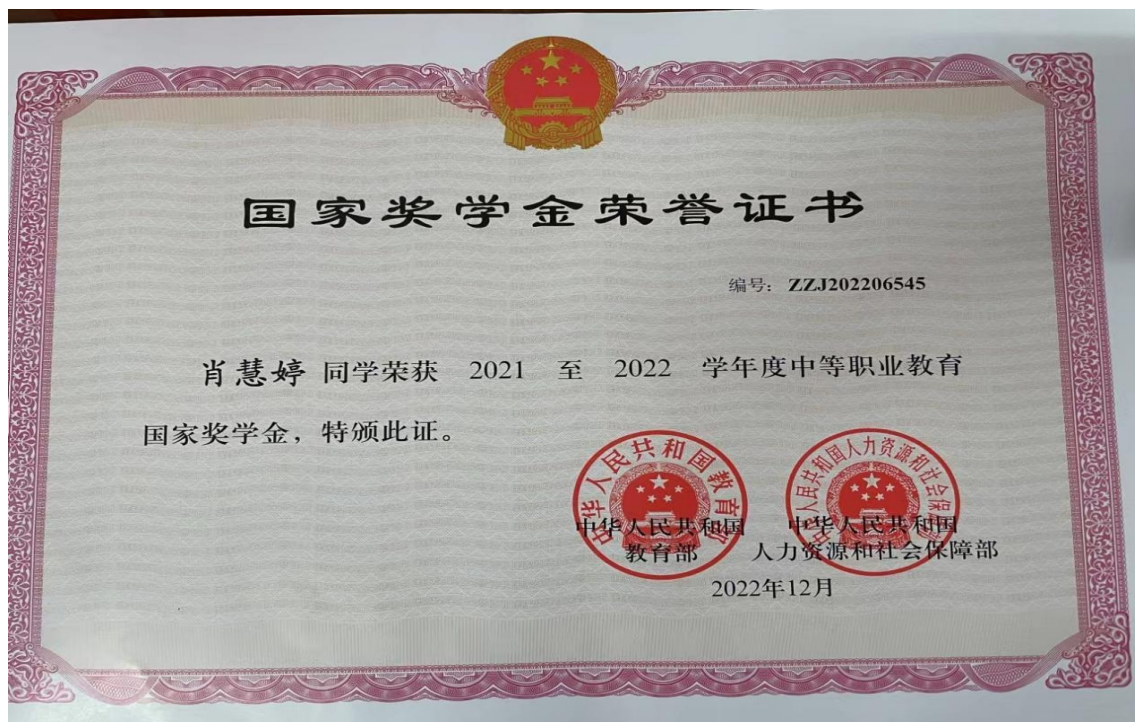 国家奖学金荣誉证书
编号：ZZJ202206545
肖慧婷 同学荣获 2021 至 2022 学年度中等职业教育
国家奖学金，特颁此证。
中华人民共和国教育部
中华人民共和国人力资源和社会保障部
中华人民共和国 中华人民共和国
教育部 人力资源和社会保障部
2022年12月